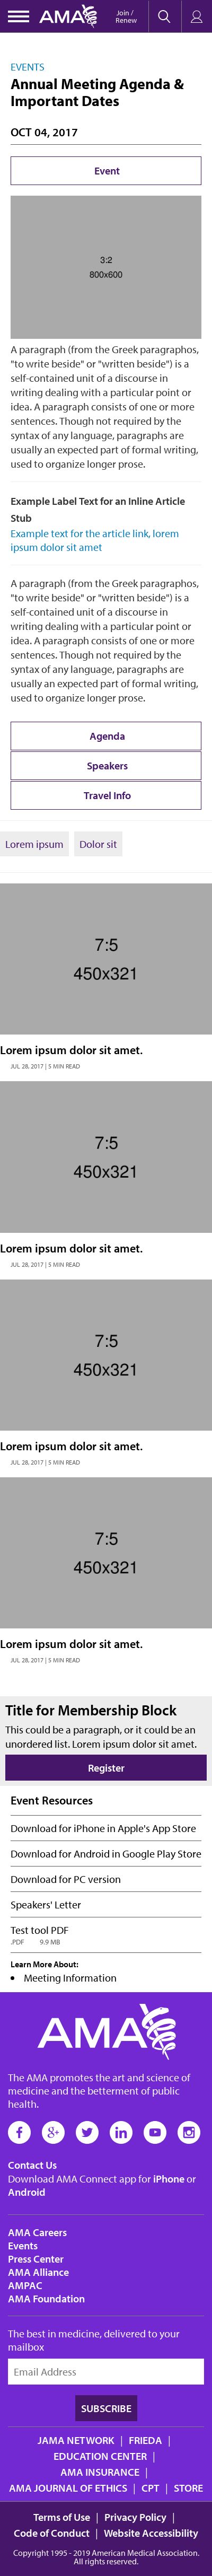 AMA
Join /
Renew
EVENTS
Annual Meeting Agenda &
Important Dates
OCT 04, 2017
Event
3:2
800x600
A paragraph (from the Greek paragraphos,
"to write beside" or "written beside") is a
self-contained unit of a discourse in
writing dealing with a particular point or
idea. A paragraph consists of one or more
sentences. Though not required by the
syntax of any language, paragraphs are
usually an expected part of formal writing,
used to organize longer prose.
Example Label Text for an Inline Article
Stub
Example text for the article link, lorem
ipsum dolor sit amet
A paragraph (from the Greek paragraphos,
"to write beside" or "written beside") is a
self-contained unit of a discourse in
writing dealing with a particular point or
idea. A paragraph consists of one or more
sentences. Though not required by the
syntax of any language, paragraphs are
usually an expected part of formal writing,
used to organize longer prose.
Agenda
Speakers
Travel Info
Lorem ipsum Dolor sit
7:5
450x321
Lorem ipsum dolor sit amet.
JUL 28, 2017 | 5 MIN READ
7:5
450x321
Lorem ipsum dolor sit amet.
JUL 28, 2017 | 5 MIN READ
7:5
450x321
Lorem ipsum dolor sit amet.
JUL 28, 2017 | 5 MIN READ
7:5
450x321
Lorem ipsum dolor sit amet.
JUL 28, 2017 | 5 MIN READ
Title for Membership Block
This could be a paragraph, or it could be an
unordered list. Lorem ipsum dolor sit amet.
Register
Event Resources
Download for iPhone in Apple's App Store
Download for Android in Google Play Store
Download for PC version
Speakers' Letter
Test tool PDF
.PDF 9.9 MB
Learn More About:
• Meeting Information
AMA
The AMA promotes the art and science of
medicine and the betterment of public
health.
Contact Us
Download AMA Connect app for iPhone or
Android
AMA Careers
Events
Press Center
AMA Alliance
AMPAC
AMA Foundation
The best in medicine, delivered to your
mailbox
Email Address
SUBSCRIBE
JAMA NETWORK | FRIEDA |
EDUCATION CENTER |
AMA INSURANCE |
AMA JOURNAL OF ETHICS | CPT | STORE
Terms of Use | Privacy Policy |
Code of Conduct | Website Accessibility
Copyright 1995 - 2019 American Medical Association.
All rights reserved.